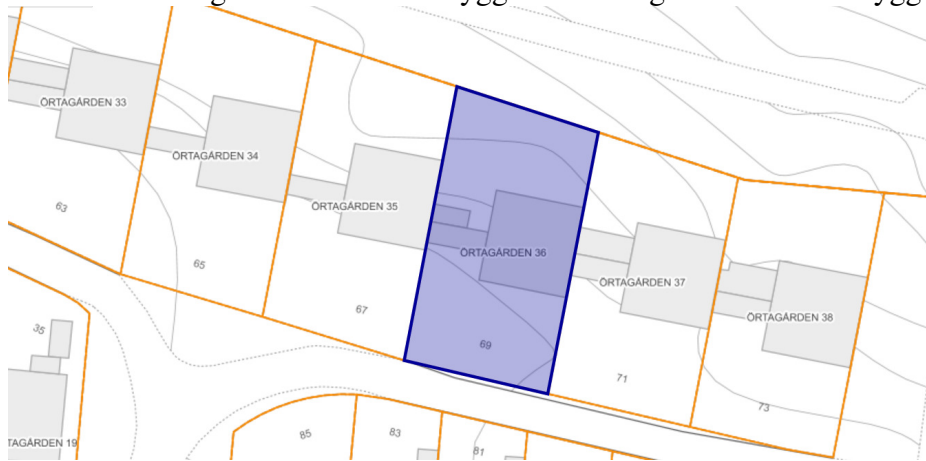 ÖRTAGÅRDEN 33
ÖRTAGÅRDEN 34
ÖRTAGÅRDEN 35
ÖRTAGÅRDEN 36
ÖRTAGÅRDEN 37
ÖRTAGÅRDEN 38
63
65
67
69
71
73
35
85
83
81
TAGÅRDEN 19